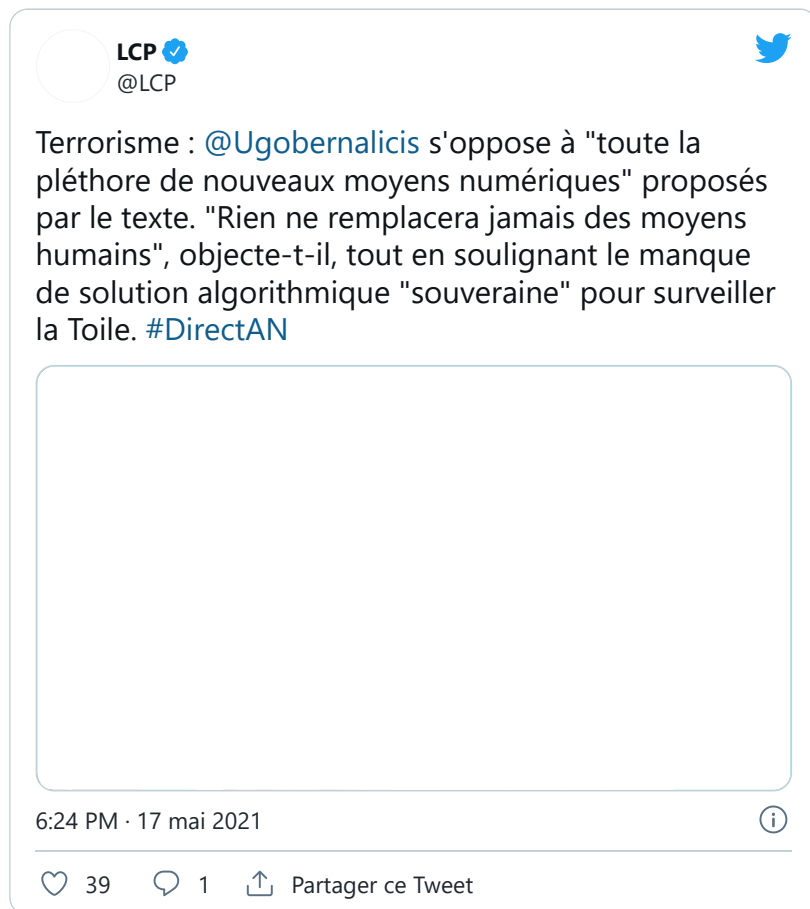 LCP
@LCP
Terrorisme : @Ugobernalicis s'oppose à "toute la
pléthore de nouveaux moyens numériques" proposés
par le texte. "Rien ne remplacera jamais des moyens
humains", objecte-t-il, tout en soulignant le manque
de solution algorithmique "souveraine" pour surveiller
la Toile. #DirectAN
6:24 PM · 17 mai 2021
39 1 Partager ce Tweet